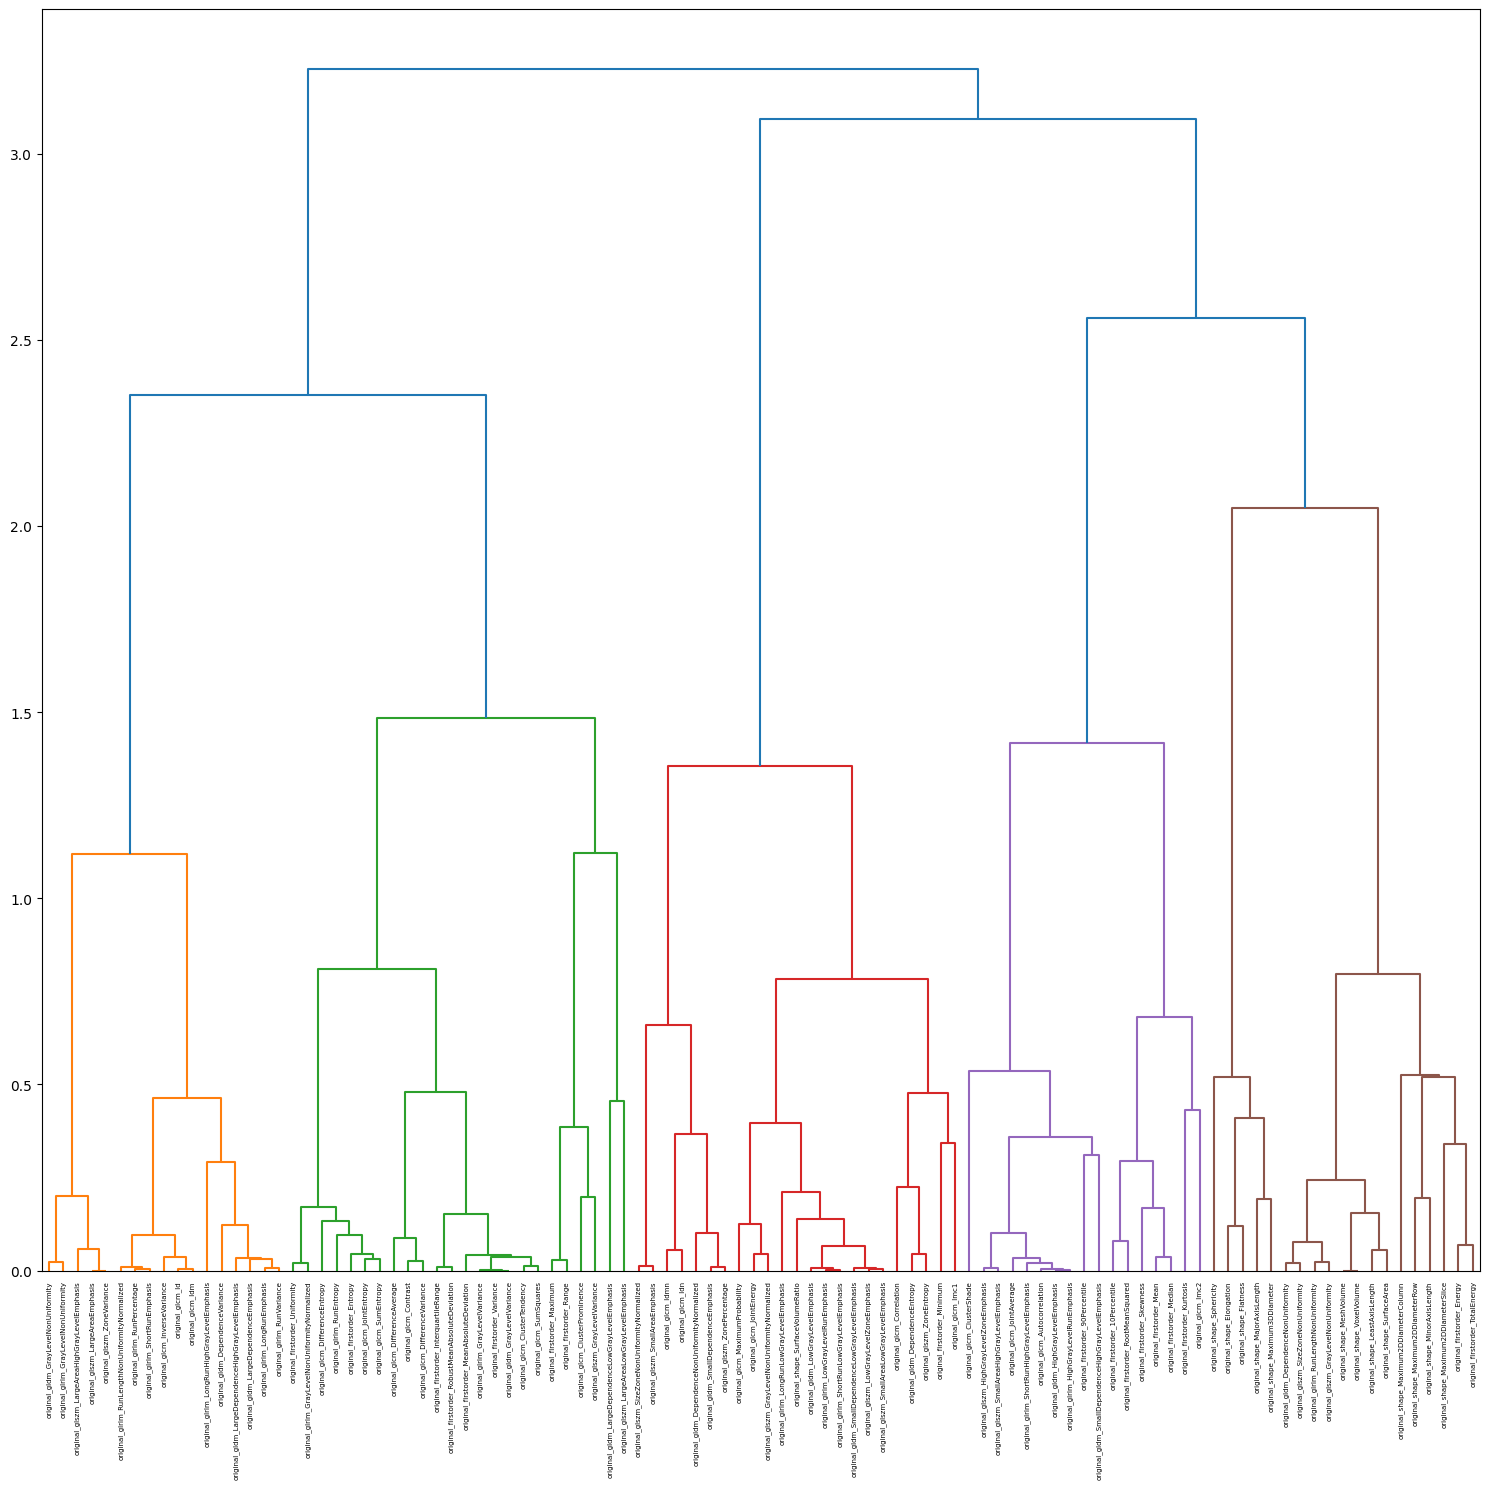 3.0
2.5
2.0
1.5
1.0
0.5
0.0
original_gldm_GrayLevelNonUniformity
original_glrlm_GrayLevelNonUniformity
original_glszm_LargeAreaHighGrayLevelEmphasis
original_glszm_LargeAreaEmphasis
original_glszm_ZoneVariance
original_glrlm_RunLengthNonUniformityNormalized
original_glrlm_RunPercentage
original_glrlm_ShortRunEmphasis
original_glcm_InverseVariance
original_glcm_Id
original_glcm_Idm
original_glrlm_LongRunHighGrayLevelEmphasis
original_gldm_DependenceVariance
original_gldm_LargeDependenceHighGrayLevelEmphasis
original_gldm_LargeDependenceEmphasis
original_glrlm_LongRunEmphasis
original_glrlm_RunVariance
original_firstorder_Uniformity
original_glrlm_GrayLevelNonUniformityNormalized
original_glcm_DifferenceEntropy
original_glrlm_RunEntropy
original_firstorder_Entropy
original_glcm_JointEntropy
original_glcm_SumEntropy
original_glcm_DifferenceAverage
original_glcm_Contrast
original_glcm_DifferenceVariance
original_firstorder_InterquartileRange
original_firstorder_RobustMeanAbsoluteDeviation
original_firstorder_MeanAbsoluteDeviation
original_glrlm_GrayLevelVariance
original_firstorder_Variance
original_gldm_GrayLevelVariance
original_glcm_ClusterTendency
original_glcm_SumSquares
original_firstorder_Maximum
original_firstorder_Range
original_glcm_ClusterProminence
original_glszm_GrayLevelVariance
original_gldm_LargeDependenceLowGrayLevelEmphasis
original_glszm_LargeAreaLowGrayLevelEmphasis
original_glszm_SizeZoneNonUniformityNormalized
original_glszm_SmallAreaEmphasis
original_glcm_Idmn
original_glcm_Idn
original_gldm_DependenceNonUniformityNormalized
original_gldm_SmallDependenceEmphasis
original_glszm_ZonePercentage
original_glcm_MaximumProbability
original_glcm_JointEnergy
original_glszm_GrayLevelNonUniformityNormalized
original_glrlm_LongRunLowGrayLevelEmphasis
original_shape_SurfaceVolumeRatio
original_gldm_LowGrayLevelEmphasis
original_glrlm_LowGrayLevelRunEmphasis
original_glrlm_ShortRunLowGrayLevelEmphasis
original_gldm_SmallDependenceLowGrayLevelEmphasis
original_glszm_LowGrayLevelZoneEmphasis
original_glszm_SmallAreaLowGrayLevelEmphasis
original_glcm_Correlation
original_gldm_DependenceEntropy
original_glszm_ZoneEntropy
original_firstorder_Minimum
original_glcm_Imc1
original_glcm_ClusterShade
original_glszm_HighGrayLevelZoneEmphasis
original_glszm_SmallAreaHighGrayLevelEmphasis
original_glcm_JointAverage
original_glrlm_ShortRunHighGrayLevelEmphasis
original_glcm_Autocorrelation
original_gldm_HighGrayLevelEmphasis
original_glrlm_HighGrayLevelRunEmphasis
original_firstorder_90Percentile
original_gldm_SmallDependenceHighGrayLevelEmphasis
original_firstorder_10Percentile
original_firstorder_RootMeanSquared
original_firstorder_Skewness
original_firstorder_Mean
original_firstorder_Median
original_firstorder_Kurtosis
original_glcm_Imc2
original_shape_Sphericity
original_shape_Elongation
original_shape_Flatness
original_shape_MajorAxisLength
original_shape_Maximum3DDiameter
original_gldm_DependenceNonUniformity
original_glszm_SizeZoneNonUniformity
original_glrlm_RunLengthNonUniformity
original_glszm_GrayLevelNonUniformity
original_shape_MeshVolume
original_shape_VoxelVolume
original_shape_LeastAxisLength
original_shape_SurfaceArea
original_shape_Maximum2DDiameterColumn
original_shape_Maximum2DDiameterRow
original_shape_MinorAxisLength
original_shape_Maximum2DDiameterSlice
original_firstorder_Energy
original_firstorder_TotalEnergy